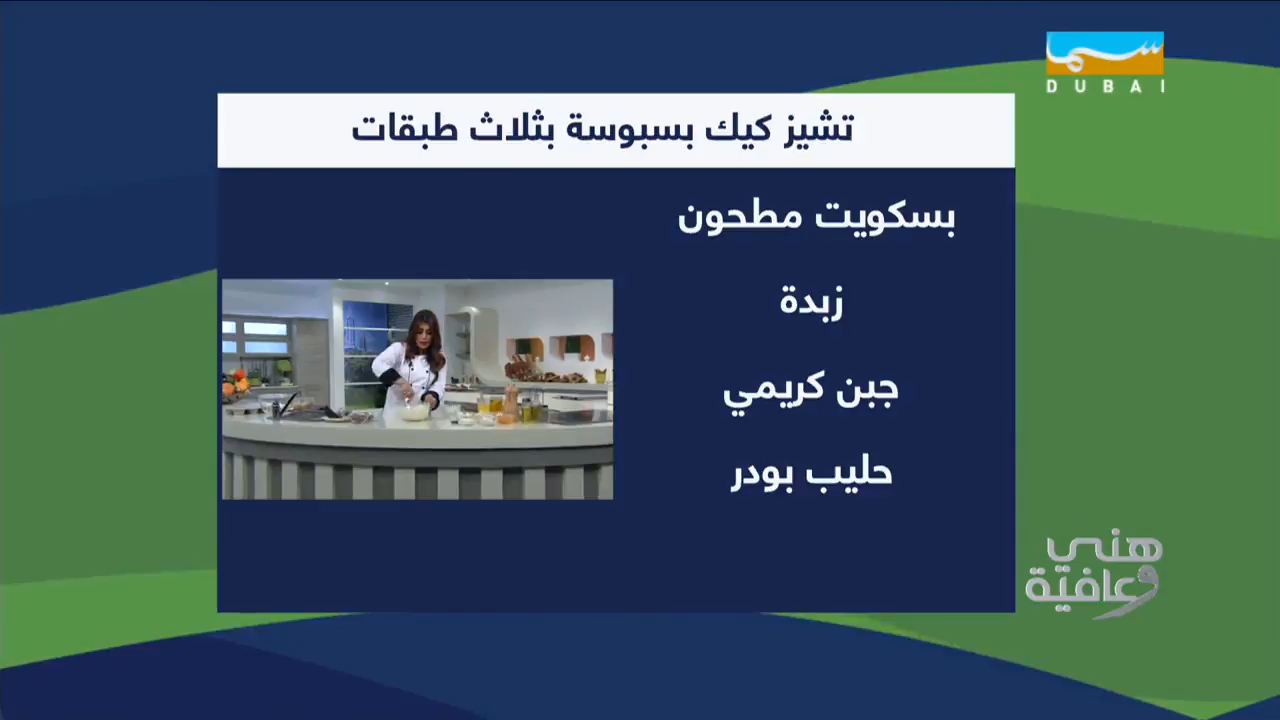 سما
DUBAI
تشيز كيك بسبوسة بثلاث طبقات
بسكويت مطحون
زبدة
جبن كريمي
حليب بودر
هني
وعافية